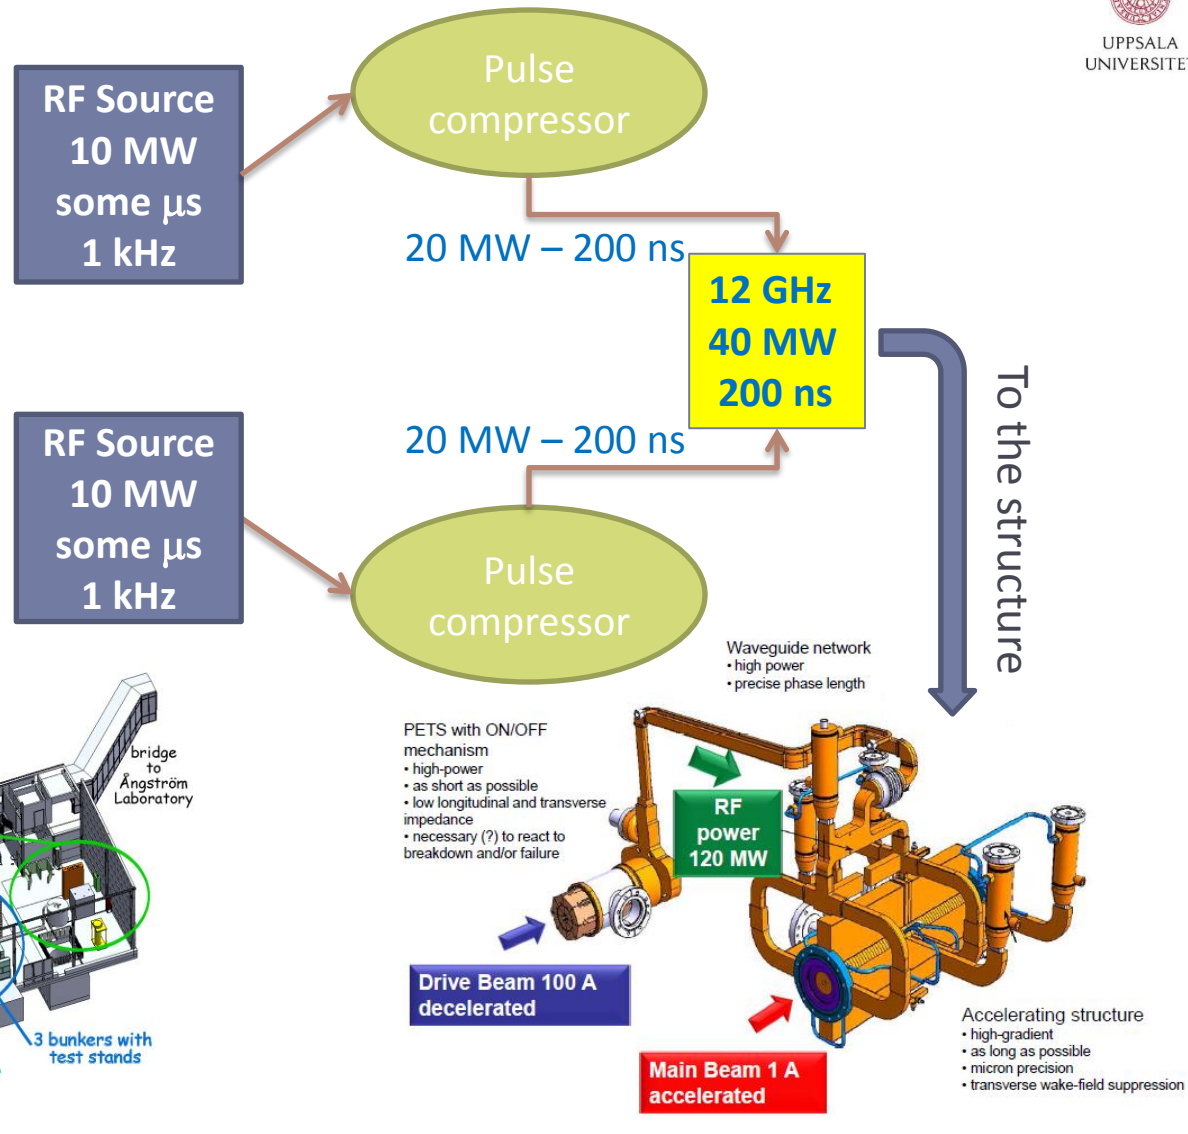 UPPSALA
UNIVERSITE
RF Source
10 MW
some μs
1 kHz
Pulse
compressor
20 MW – 200 ns
12 GHz
40 MW
200 ns
To the structure
RF Source
10 MW
some μs
1 kHz
20 MW – 200 ns
Pulse
compressor
Waveguide network
• high power
• precise phase length
PETS with ON/OFF
mechanism
• high-power
• as short as possible
• low longitudinal and transverse
impedance
• necessary (?) to react to
breakdown and/or failure
RF
power
120 MW
bridge
to
Ångström
Laboratory
3 bunkers with
test stands
Drive Beam 100 A
decelerated
Main Beam 1 A
accelerated
Accelerating structure
• high-gradient
• as long as possible
• micron precision
• transverse wake-field suppression